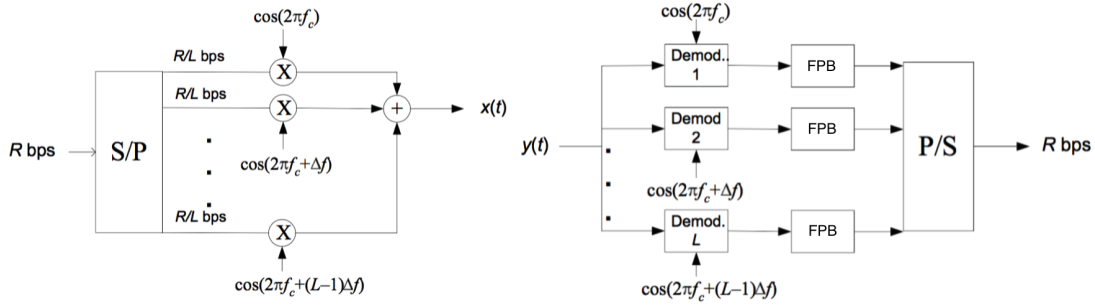 cos(2πf_c)
R/L bps
X
R/L bps
X
+
x(t)
R bps
S/P
cos(2πf_c+Δf)
R/L bps
X
cos(2πf_c+(L–1)Δf)
cos(2πf_c)
Demod..
1
FPB
Demod
2
FPB
y(t)
P/S
R bps
cos(2πf_c+Δf)
Demod.
L
FPB
cos(2πf_c+(L–1)Δf)